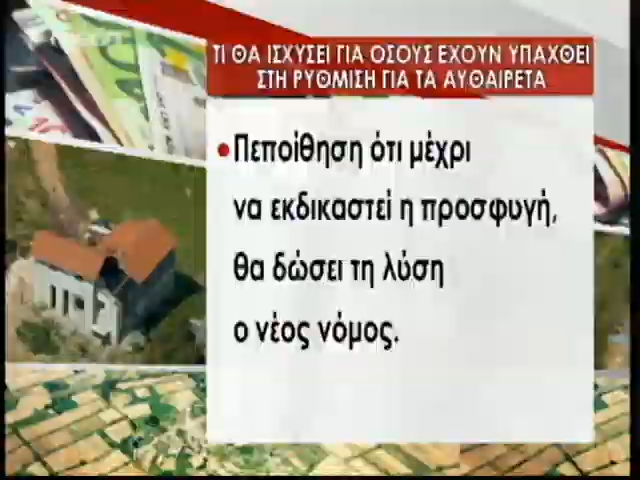 ΤΙ ΘΑ ΙΣΧΥΣΕΙ ΓΙΑ ΟΣΟΥΣ ΕΧΟΥΝ ΥΠΑΧΘΕΙ
ΣΤΗ ΡΥΘΜΙΣΗ ΓΙΑ ΤΑ ΑΥΘΑΙΡΕΤΑ
• Πεποίθηση ότι μέχρι
να εκδικαστεί η προσφυγή,
θα δώσει τη λύση
ο νέος νόμος.